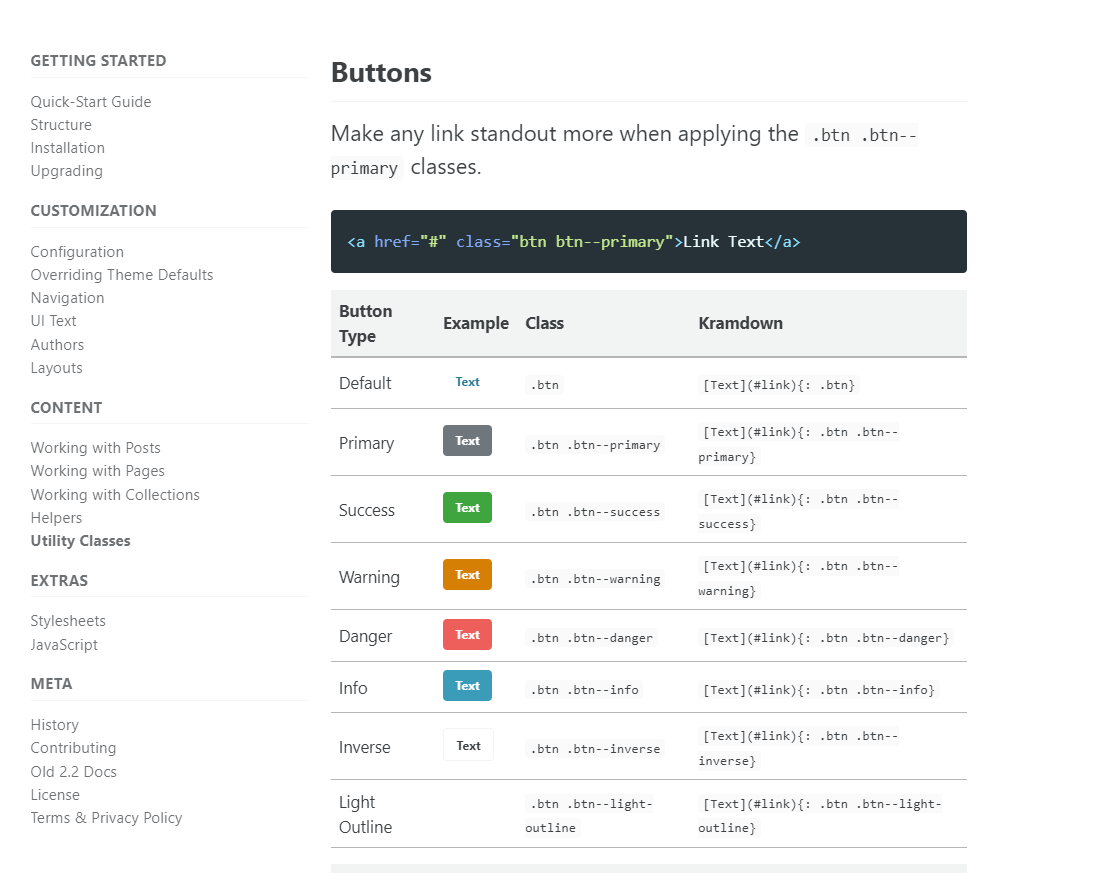 GETTING STARTED
Quick-Start Guide
Structure
Installation
Upgrading
CUSTOMIZATION
Configuration
Overriding Theme Defaults
Navigation
UI Text
Authors
Layouts
CONTENT
Working with Posts
Working with Pages
Working with Collections
Helpers
Utility Classes
EXTRAS
Stylesheets
JavaScript
META
History
Contributing
Old 2.2 Docs
License
Terms & Privacy Policy
Buttons
Make any link standout more when applying the .btn .btn--
primary classes.
<a href="#" class="btn btn--primary">Link Text</a>
Button
Type
Example
Class
Kramdown
Default
Text
.btn
[Text](#link){: .btn}
Primary
Text
.btn .btn--primary
[Text](#link){: .btn .btn--
primary}
Success
Text
.btn .btn--success
[Text](#link){: .btn .btn--
success}
Warning
Text
.btn .btn--warning
[Text](#link){: .btn .btn--
warning}
Danger
Text
.btn .btn--danger
[Text](#link){: .btn .btn--danger}
Info
Text
.btn .btn--info
[Text](#link){: .btn .btn--info}
Inverse
Text
.btn .btn--inverse
[Text](#link){: .btn .btn--
inverse}
Light
Outline
.btn .btn--light-
outline
[Text](#link){: .btn .btn--light-
outline}